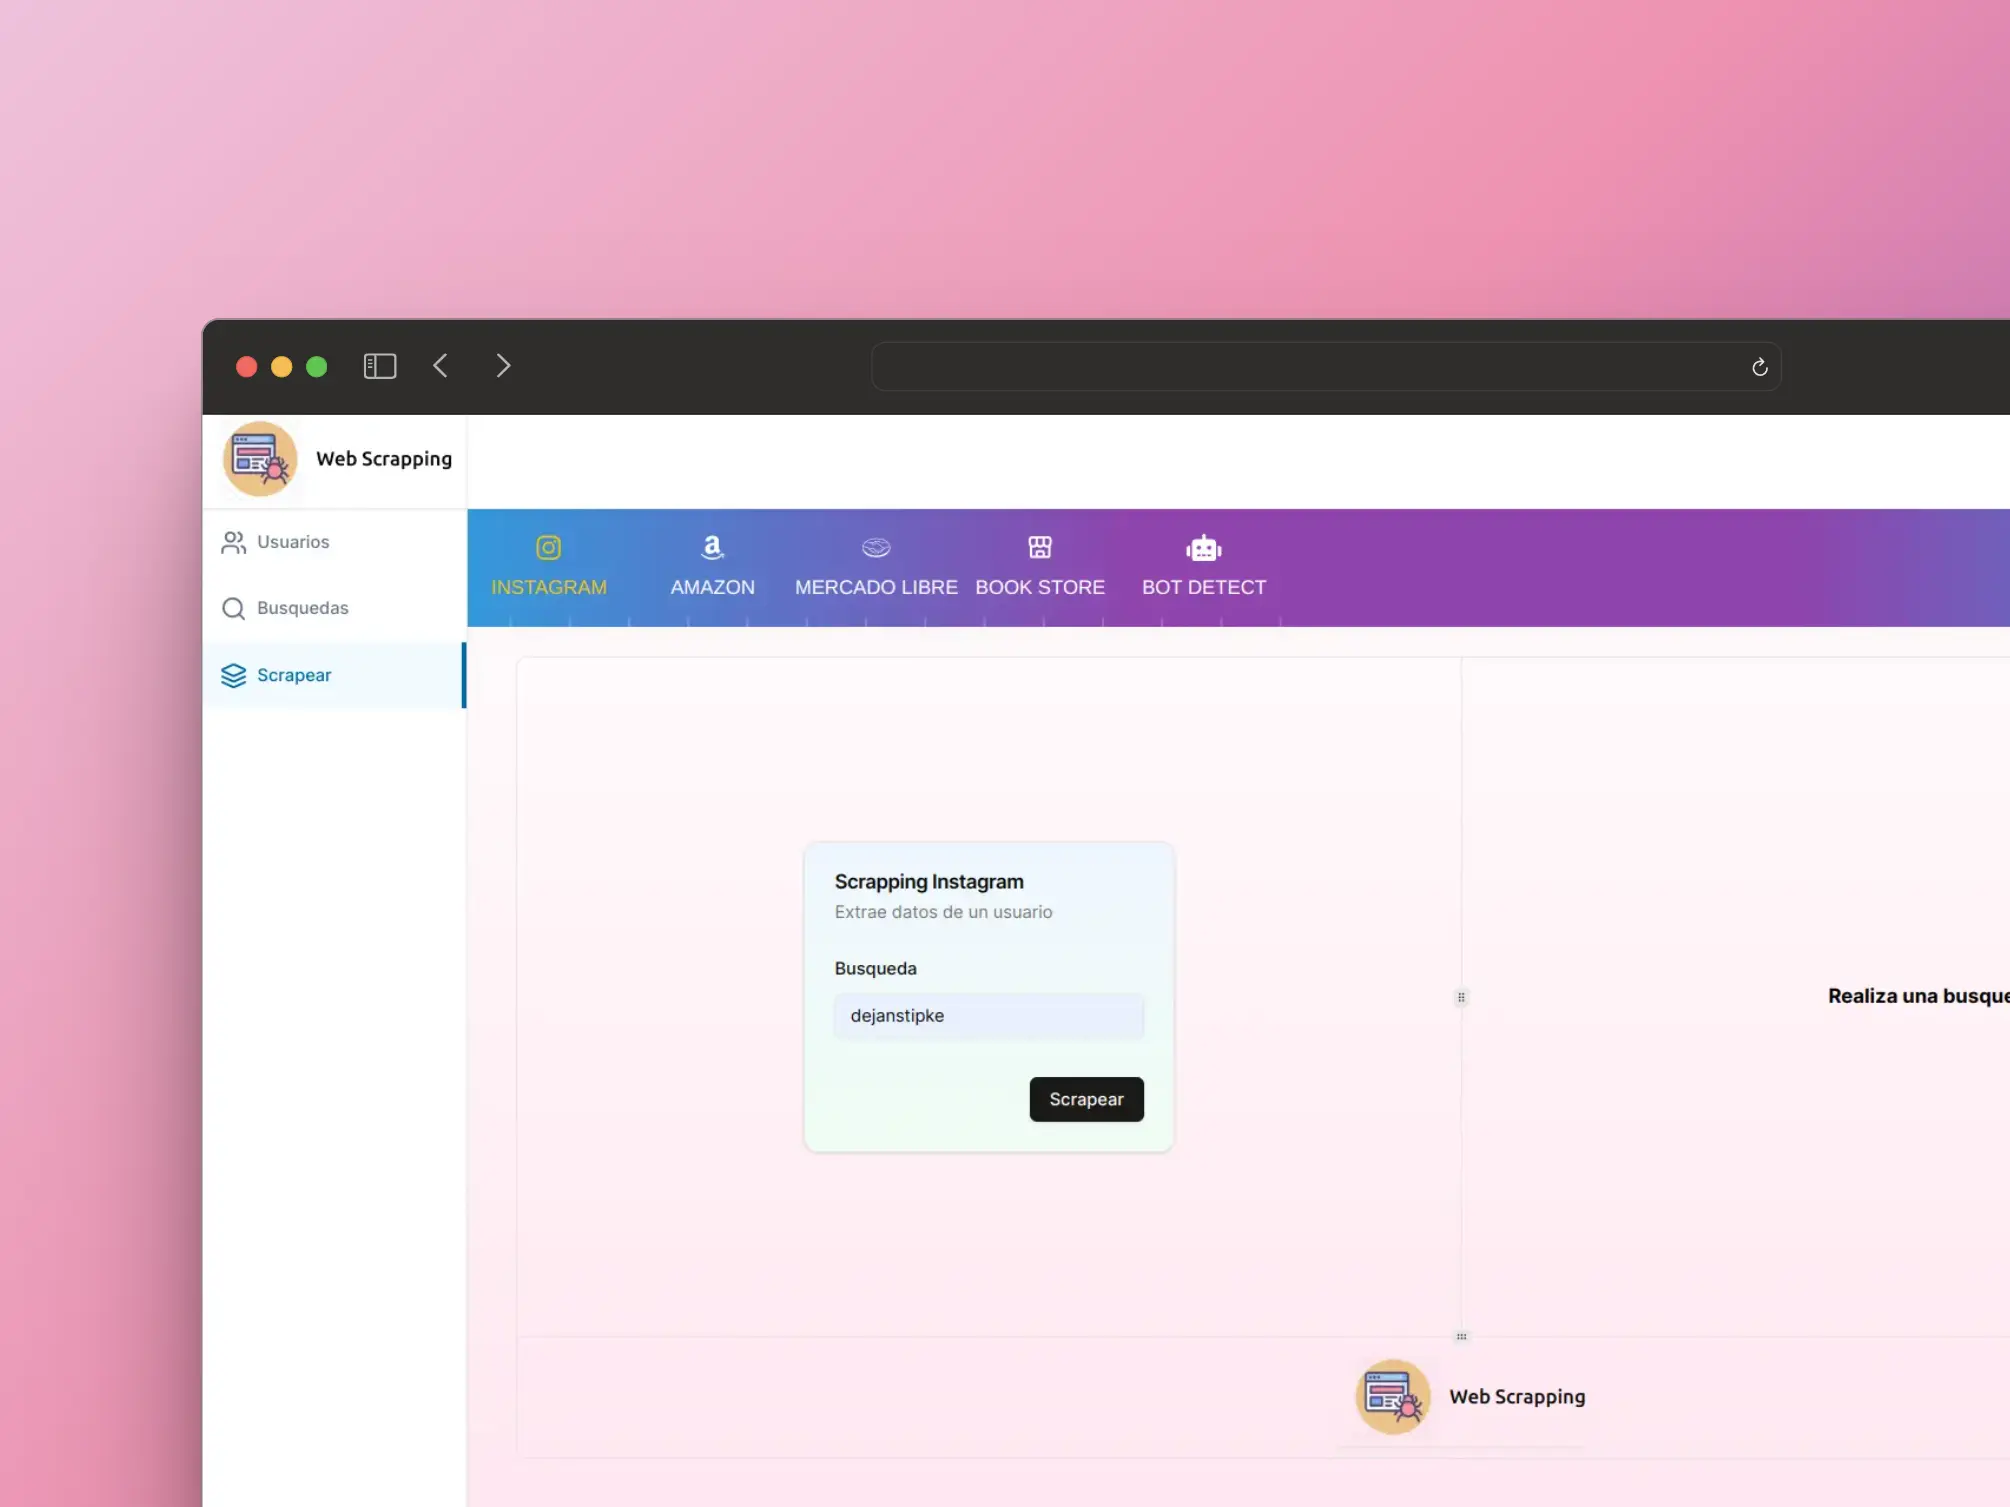 Web Scrapping
Usuarios
Busquedas
Scrapear
INSTAGRAM
AMAZON
MERCADO LIBRE
BOOK STORE
BOT DETECT
Scrapping Instagram
Extrae datos de un usuario
Busqueda
dejanstipke
Scrapear
Realiza una busque
Web Scrapping